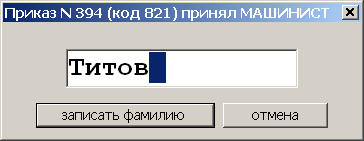 Приказ N 394 (код 821) принял МАШИНИСТ
Титов
записать фамилию отмена